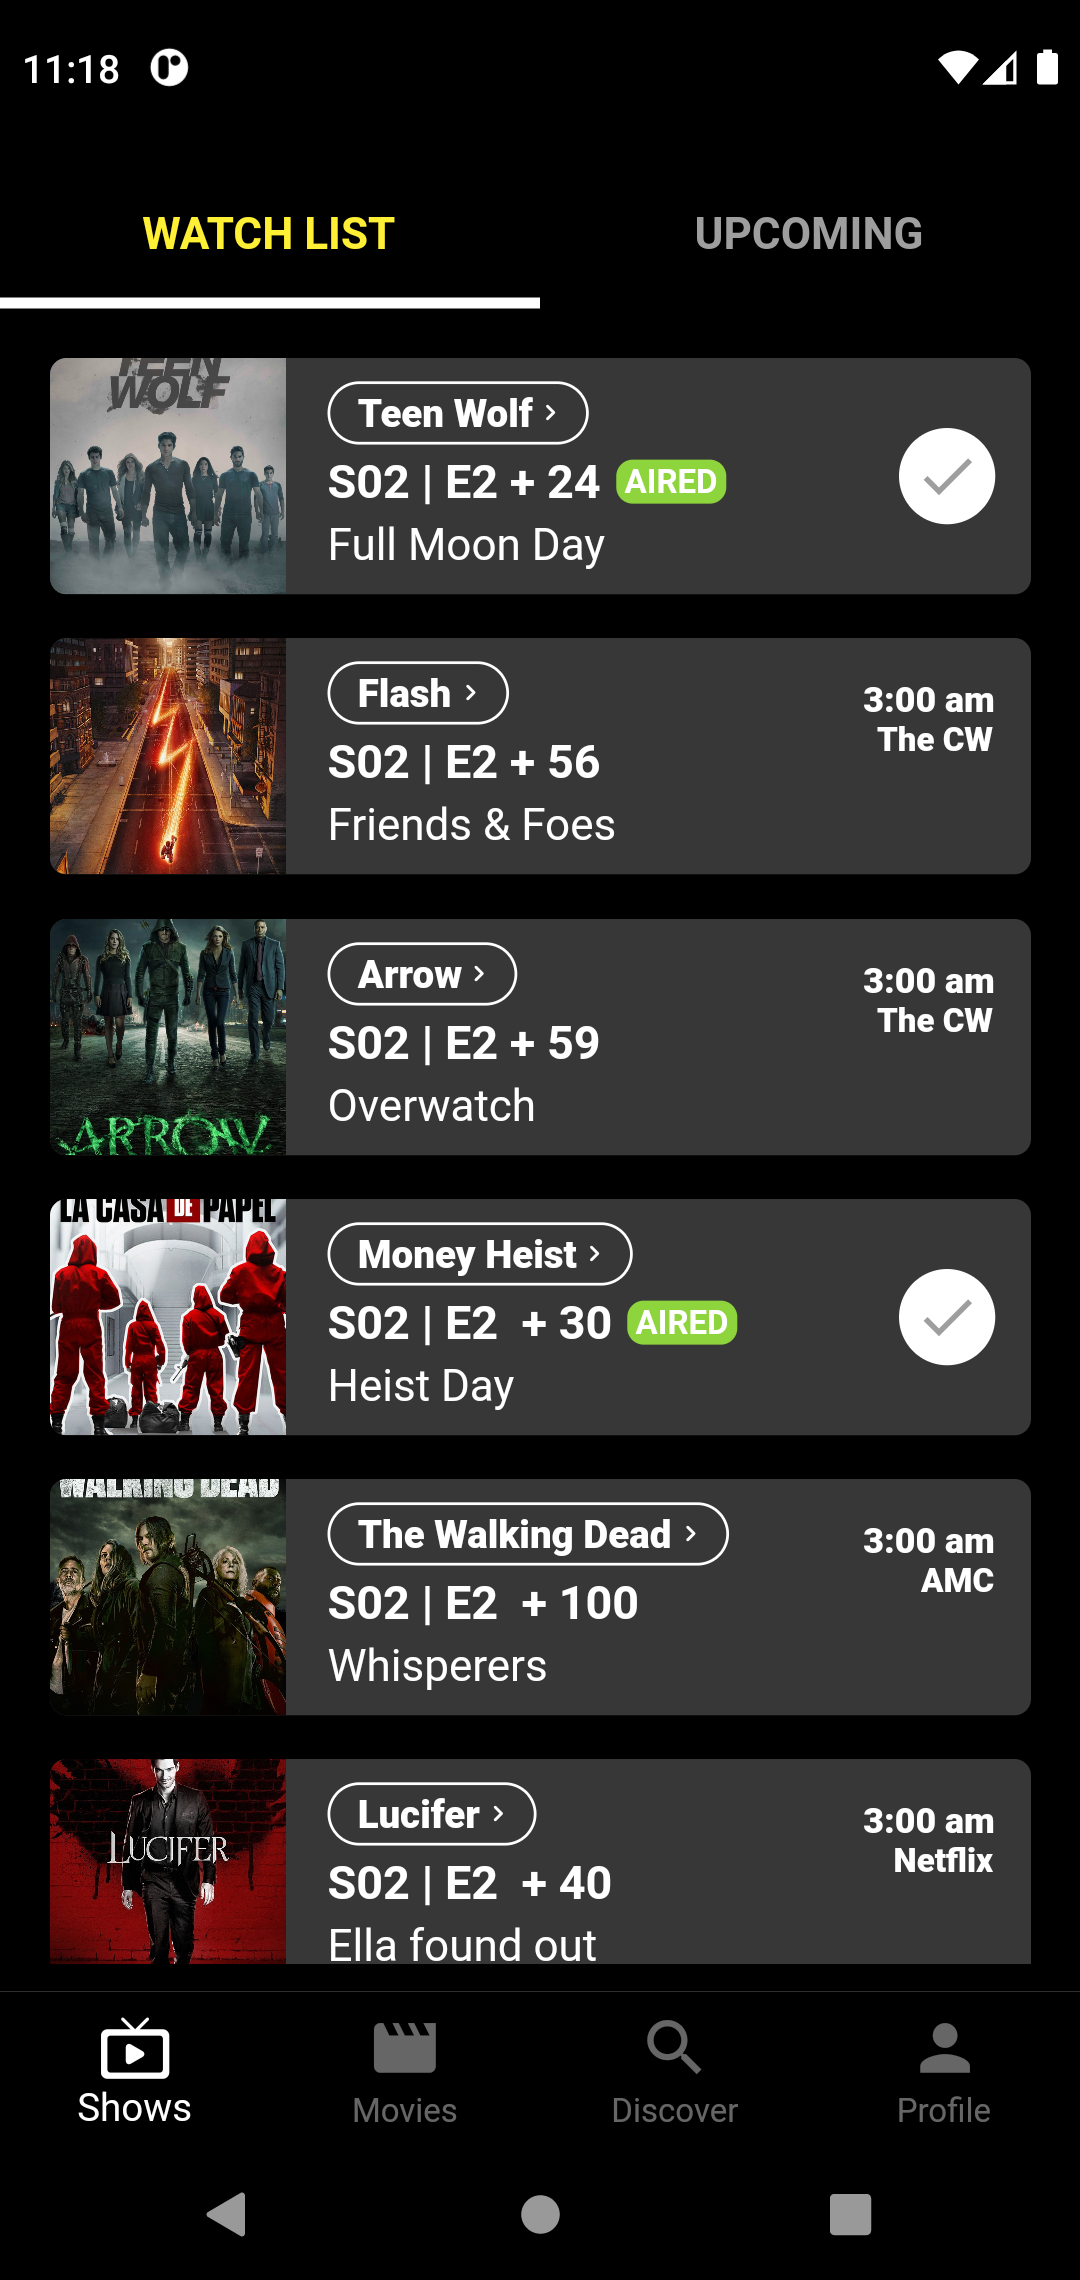 11:18
WATCH LIST
UPCOMING
TEEN
WOLF
Teen Wolf ›
S02 | E2 + 24 AIRED
Full Moon Day
Flash ›
S02 | E2 + 56
Friends & Foes
3:00 am
The CW
ARROW
Arrow ›
S02 | E2 + 59
Overwatch
3:00 am
The CW
LA CASA DE PAPEL
Money Heist ›
S02 | E2  + 30 AIRED
Heist Day
WALKING DEAD
The Walking Dead ›
S02 | E2  + 100
Whisperers
3:00 am
AMC
LUCIFER
Lucifer ›
S02 | E2  + 40
Ella found out
3:00 am
Netflix
Shows
Movies
Discover
Profile